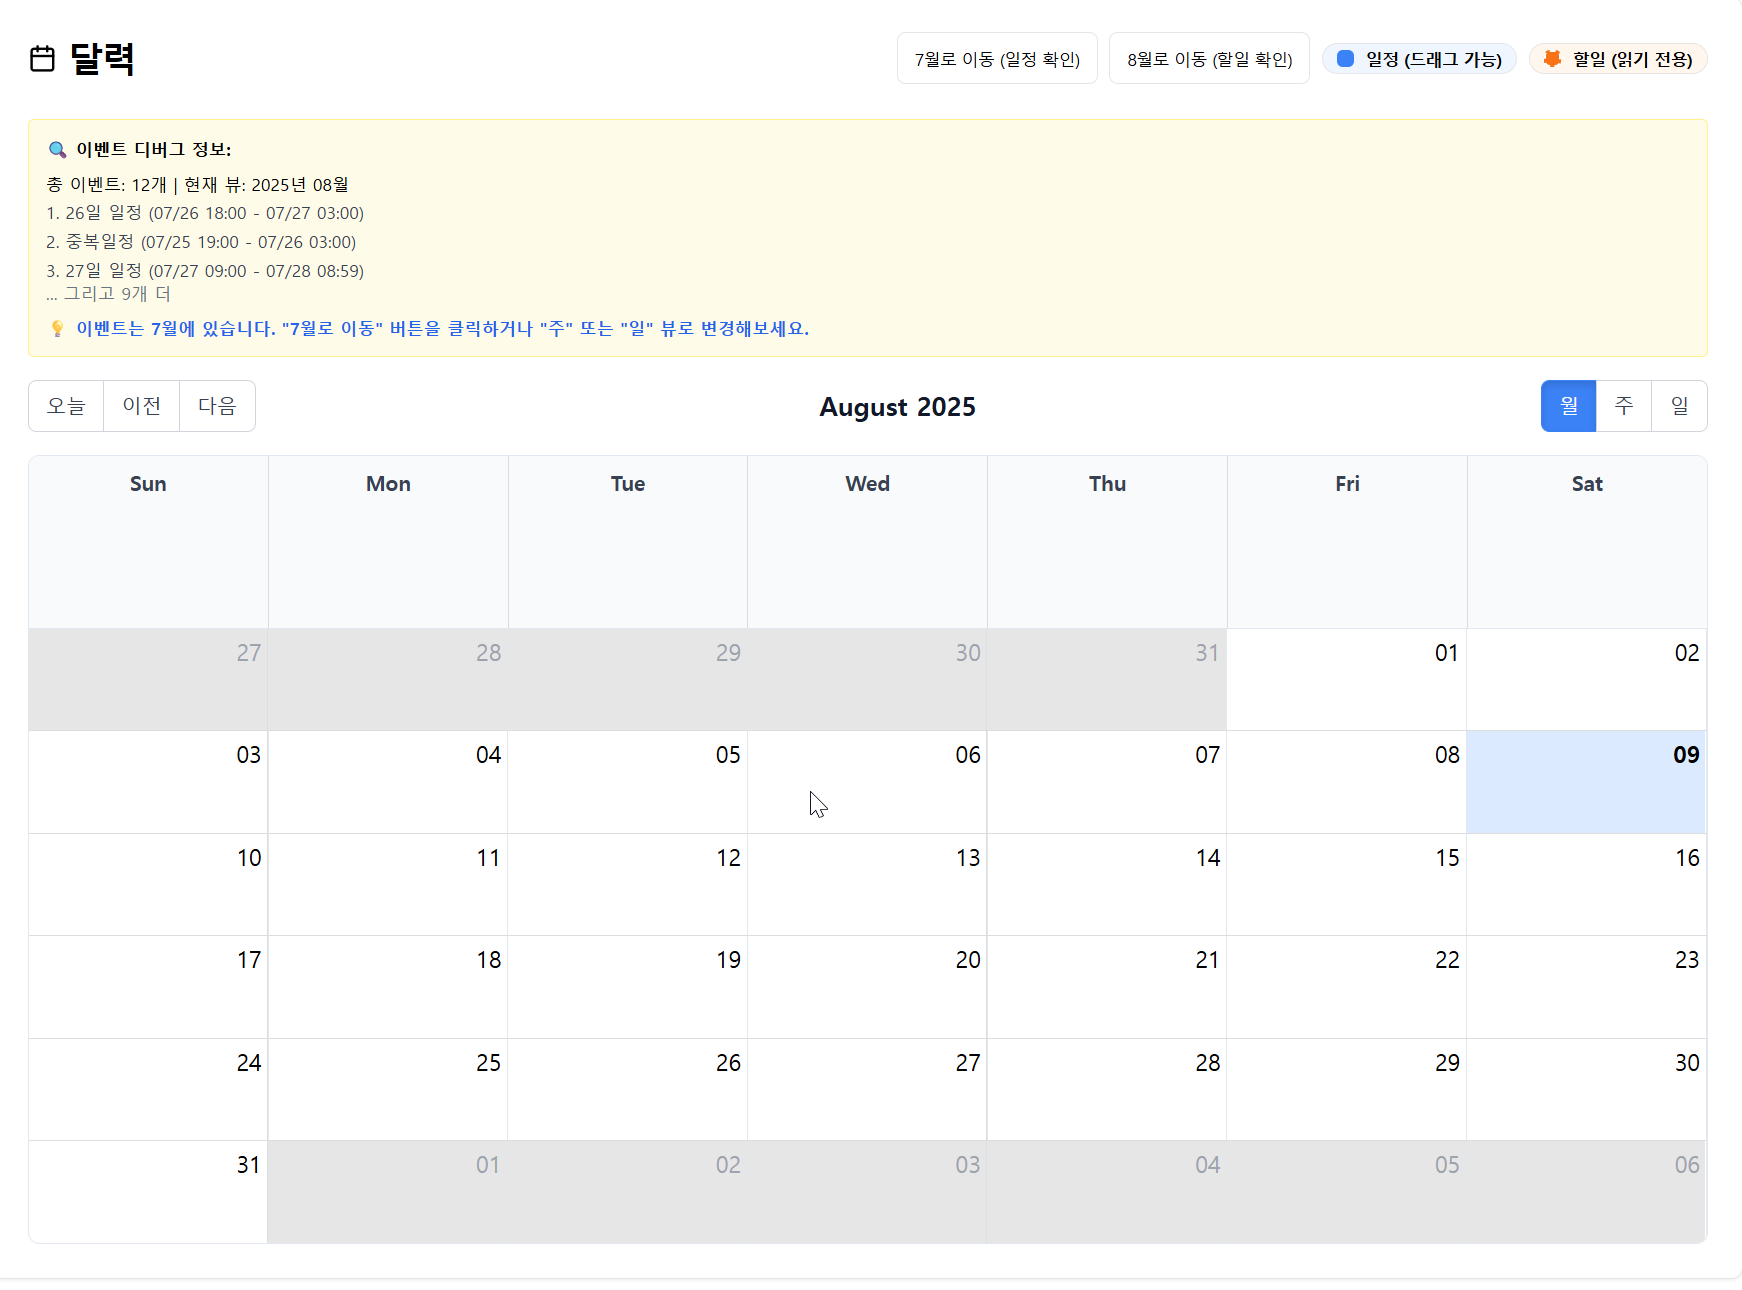 달력
7월로 이동 (일정 확인)
8월로 이동 (할일 확인)
일정 (드래그 가능)
할일 (읽기 전용)
이벤트 디버그 정보:
총 이벤트: 12개 | 현재 뷰: 2025년 08월
1. 26일 일정 (07/26 18:00 - 07/27 03:00)
2. 중복일정 (07/25 19:00 - 07/26 03:00)
3. 27일 일정 (07/27 09:00 - 07/28 08:59)
... 그리고 9개 더
이벤트는 7월에 있습니다. "7월로 이동" 버튼을 클릭하거나 "주" 또는 "일" 뷰로 변경해보세요.
오늘 이전 다음
August 2025
월 주 일
Sun Mon Tue Wed Thu Fri Sat
27 28 29 30 31 01 02
03 04 05 06 07 08 09
10 11 12 13 14 15 16
17 18 19 20 21 22 23
24 25 26 27 28 29 30
31 01 02 03 04 05 06